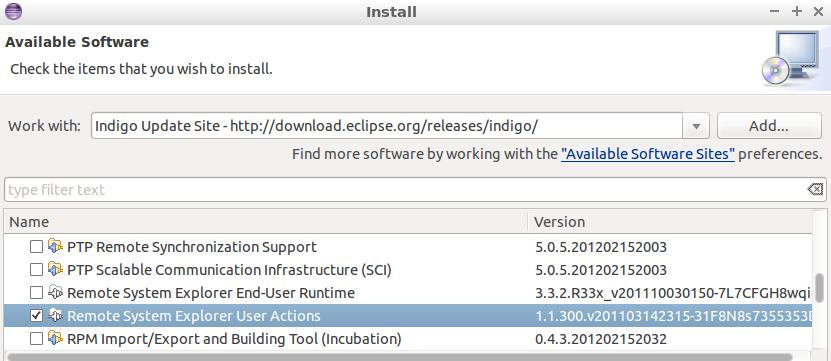 Install
Available Software
Check the items that you wish to install.
Work with: Indigo Update Site - http://download.eclipse.org/releases/indigo/ Add...
Find more software by working with the "Available Software Sites" preferences.
type filter text
Name Version
PTP Remote Synchronization Support 5.0.5.201202152003
PTP Scalable Communication Infrastructure (SCI) 5.0.5.201202152003
Remote System Explorer End-User Runtime 3.3.2.R33x_v201110030150-7L7CFGH8wqi
Remote System Explorer User Actions 1.1.300.v201103142315-31F8N8s7355353B
RPM Import/Export and Building Tool (Incubation) 0.4.3.201202152032